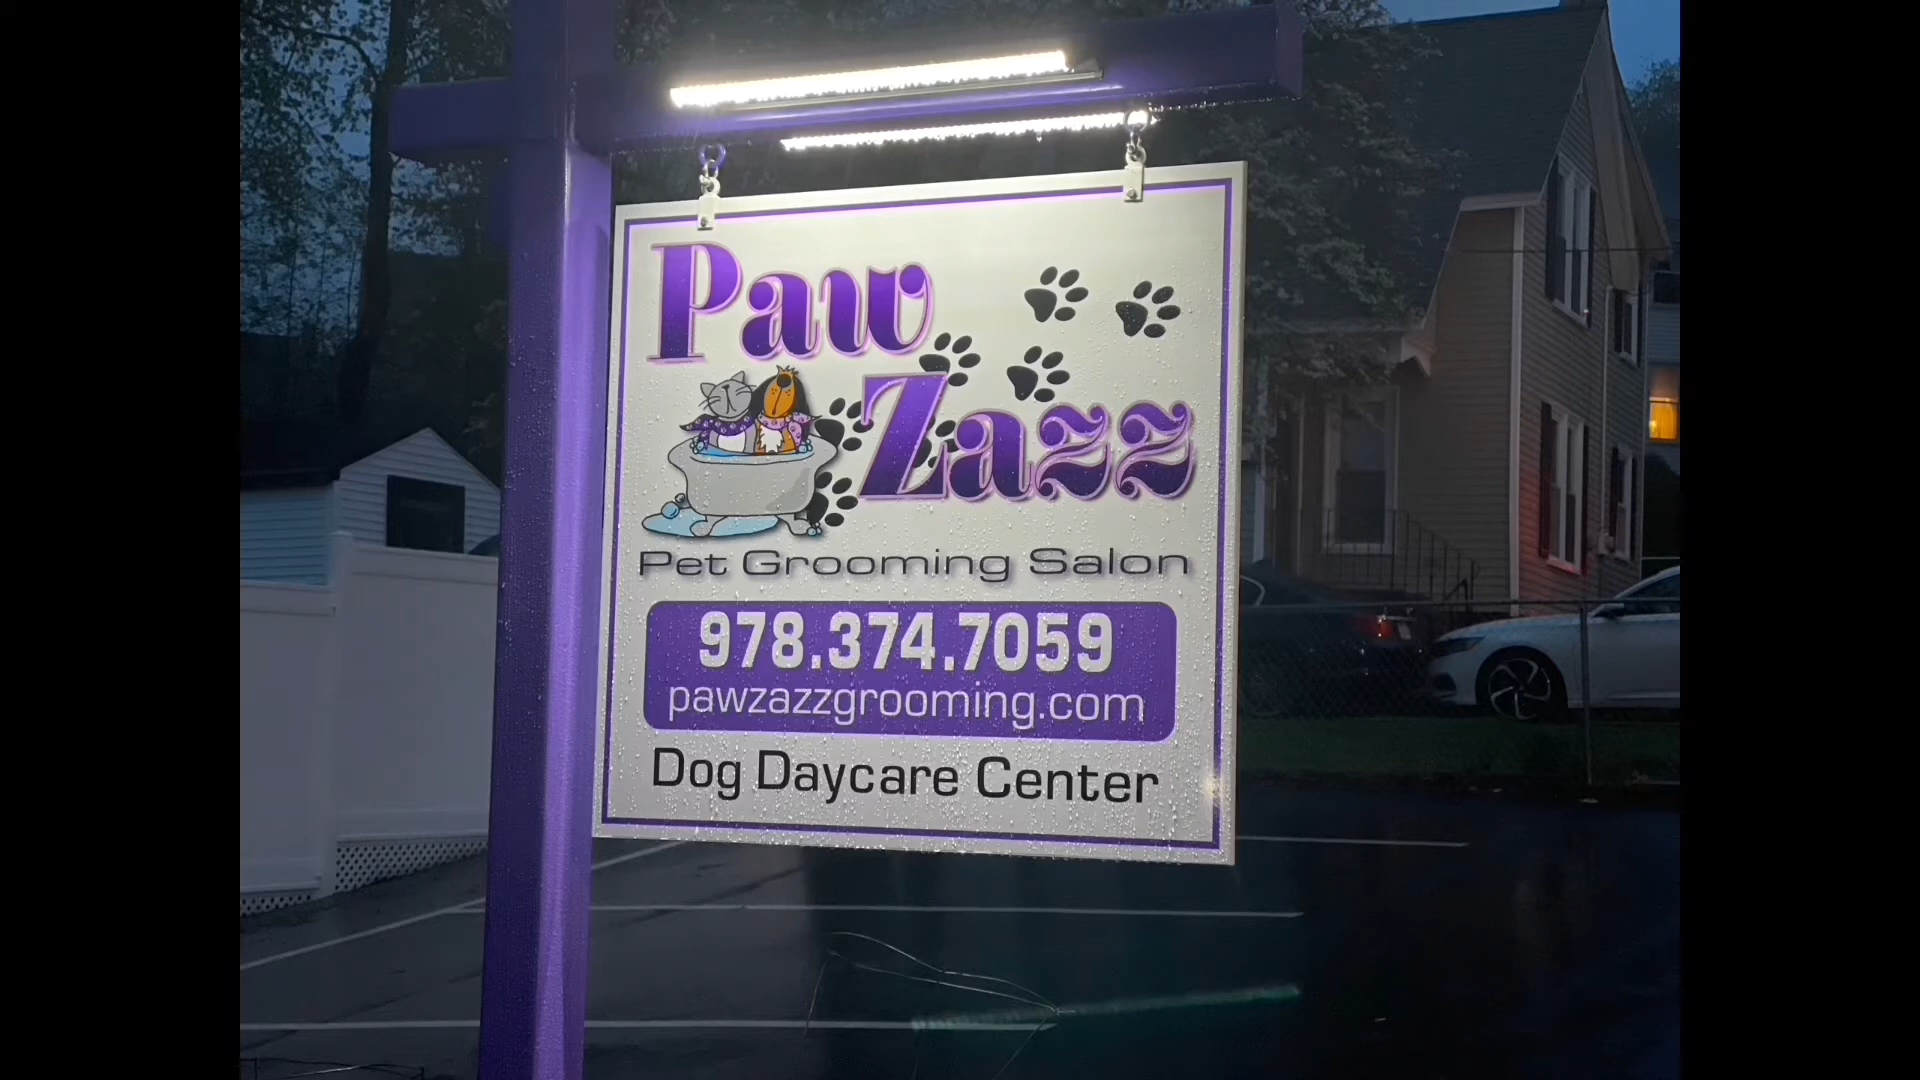 Paw
Zazz
Pet Grooming Salon
978.374.7059
pawzazzgrooming.com
Dog Daycare Center